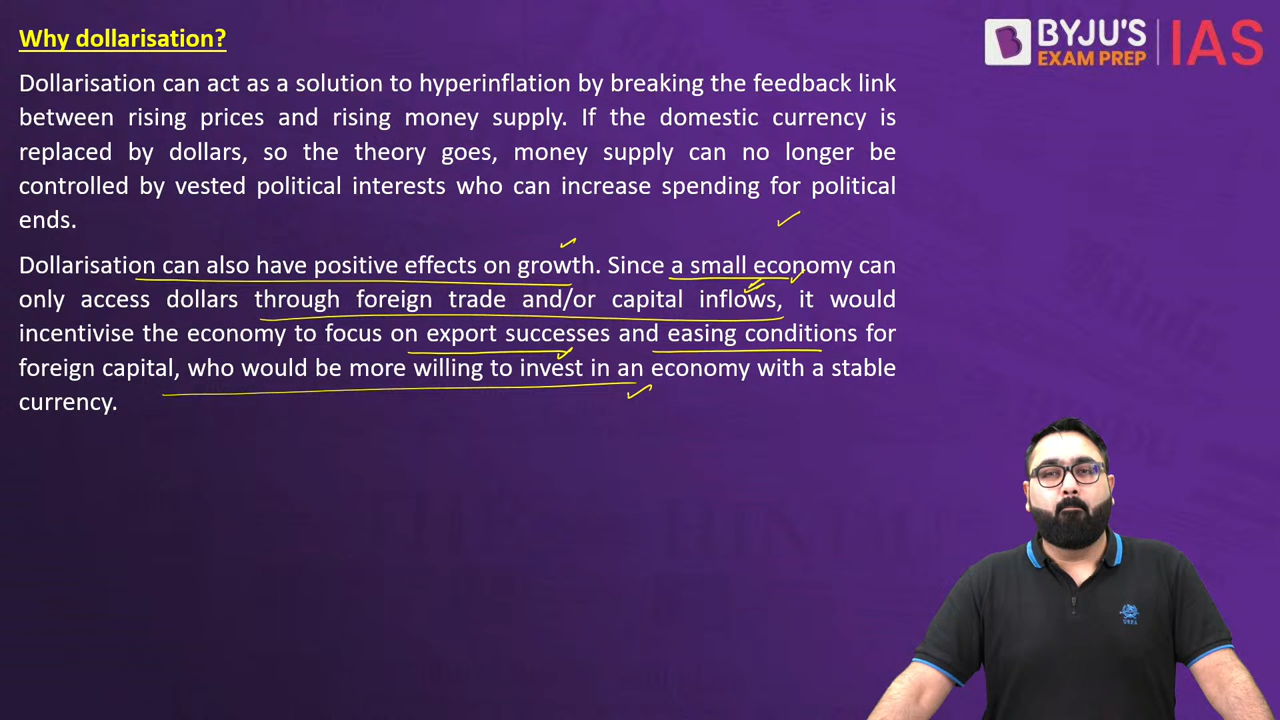 Why dollarisation?
BYJU'S
EXAM PREP
IAS
Dollarisation can act as a solution to hyperinflation by breaking the feedback link
between rising prices and rising money supply. If the domestic currency is
replaced by dollars, so the theory goes, money supply can no longer be
controlled by vested political interests who can increase spending for political
ends.
Dollarisation can also have positive effects on growth. Since a small economy can
only access dollars through foreign trade and/or capital inflows, it would
incentivise the economy to focus on export successes and easing conditions for
foreign capital, who would be more willing to invest in an economy with a stable
currency.